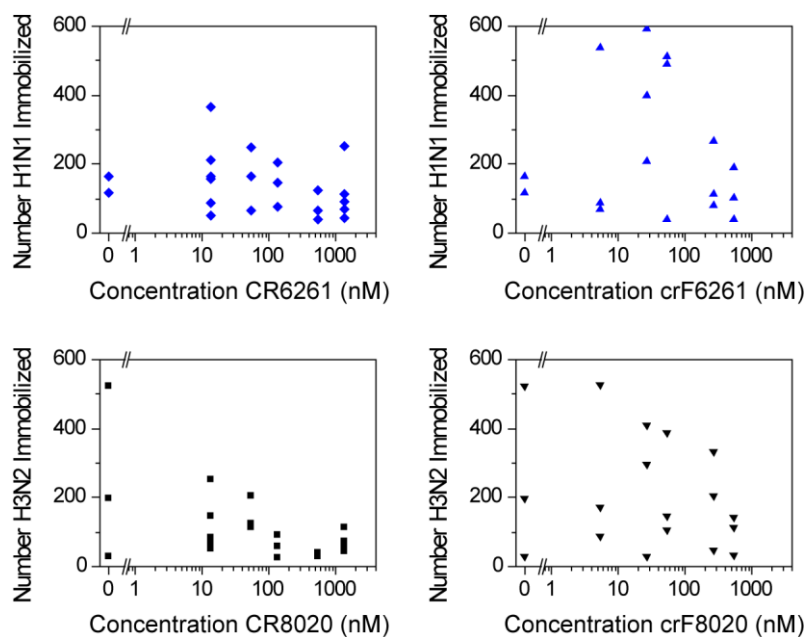 600
400
200
0
Number H1N1 Immobilized
0 1 10 100 1000
Concentration CR6261 (nM)
600
400
200
0
Number H1N1 Immobilized
0 1 10 100 1000
Concentration crF6261 (nM)
600
400
200
0
Number H3N2 Immobilized
0 1 10 100 1000
Concentration CR8020 (nM)
600
400
200
0
Number H3N2 Immobilized
0 1 10 100 1000
Concentration crF8020 (nM)